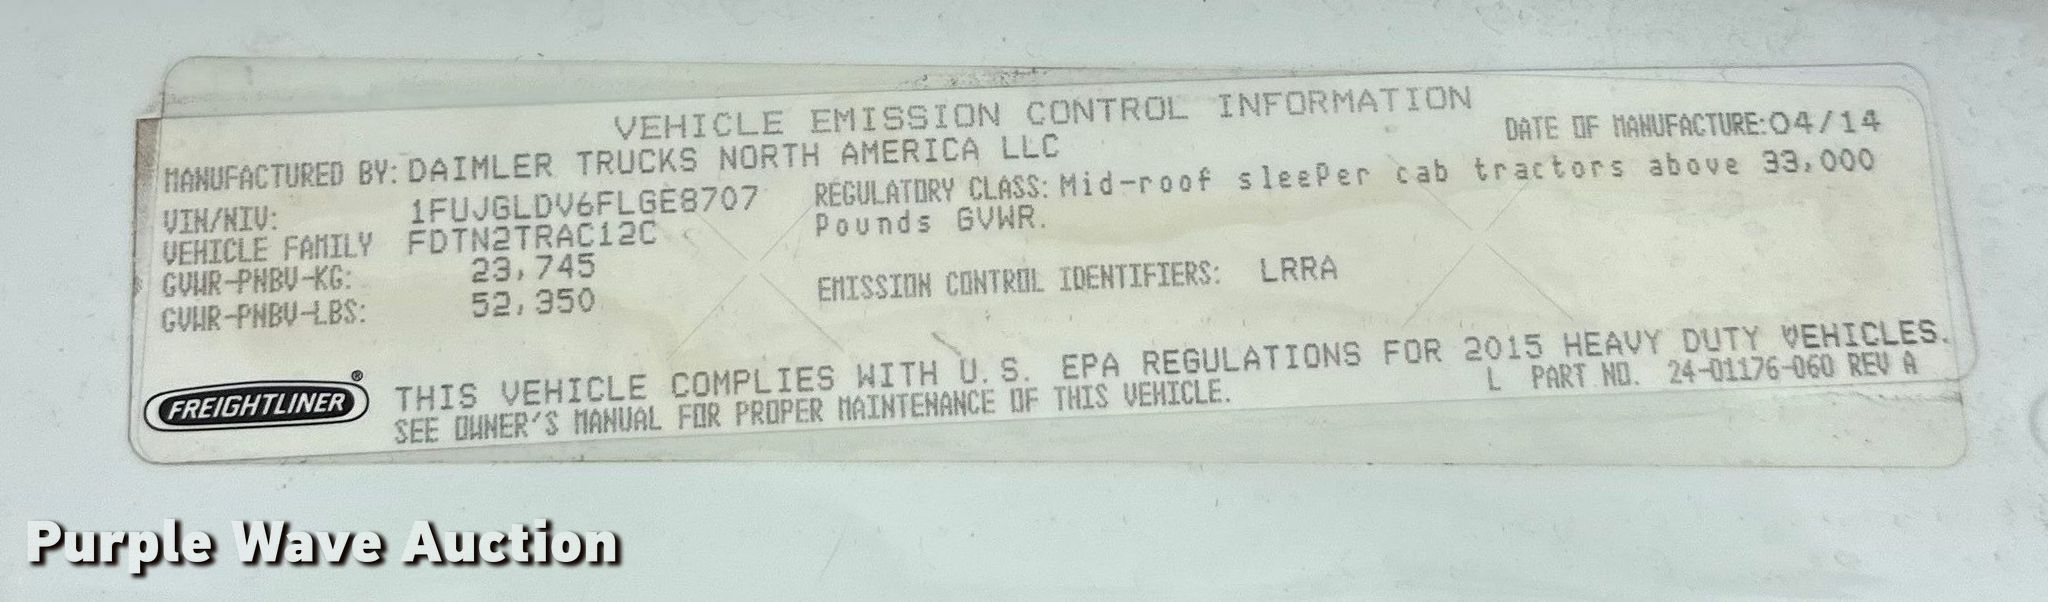 VEHICLE EMISSION CONTROL INFORMATION
MANUFACTURED BY: DAIMLER TRUCKS NORTH AMERICA LLC
DATE OF MANUFACTURE: 04/14
VIN/NIV: 1FUJGLDV6FLGE8707
REGULATORY CLASS: Mid-roof sleeper cab tractors above 33,000
Pounds GVWR.
VEHICLE FAMILY FDTN2TRAC12C
GVWR-PNBV-KG: 23,745
EMISSION CONTROL IDENTIFIERS: LRRA
GVWR-PNBV-LBS: 52,350
FREIGHTLINER®
THIS VEHICLE COMPLIES WITH U.S. EPA REGULATIONS FOR 2015 HEAVY DUTY VEHICLES.
SEE OWNER'S MANUAL FOR PROPER MAINTENANCE OF THIS VEHICLE.
L PART NO. 24-01176-060 REV A
Purple Wave Auction